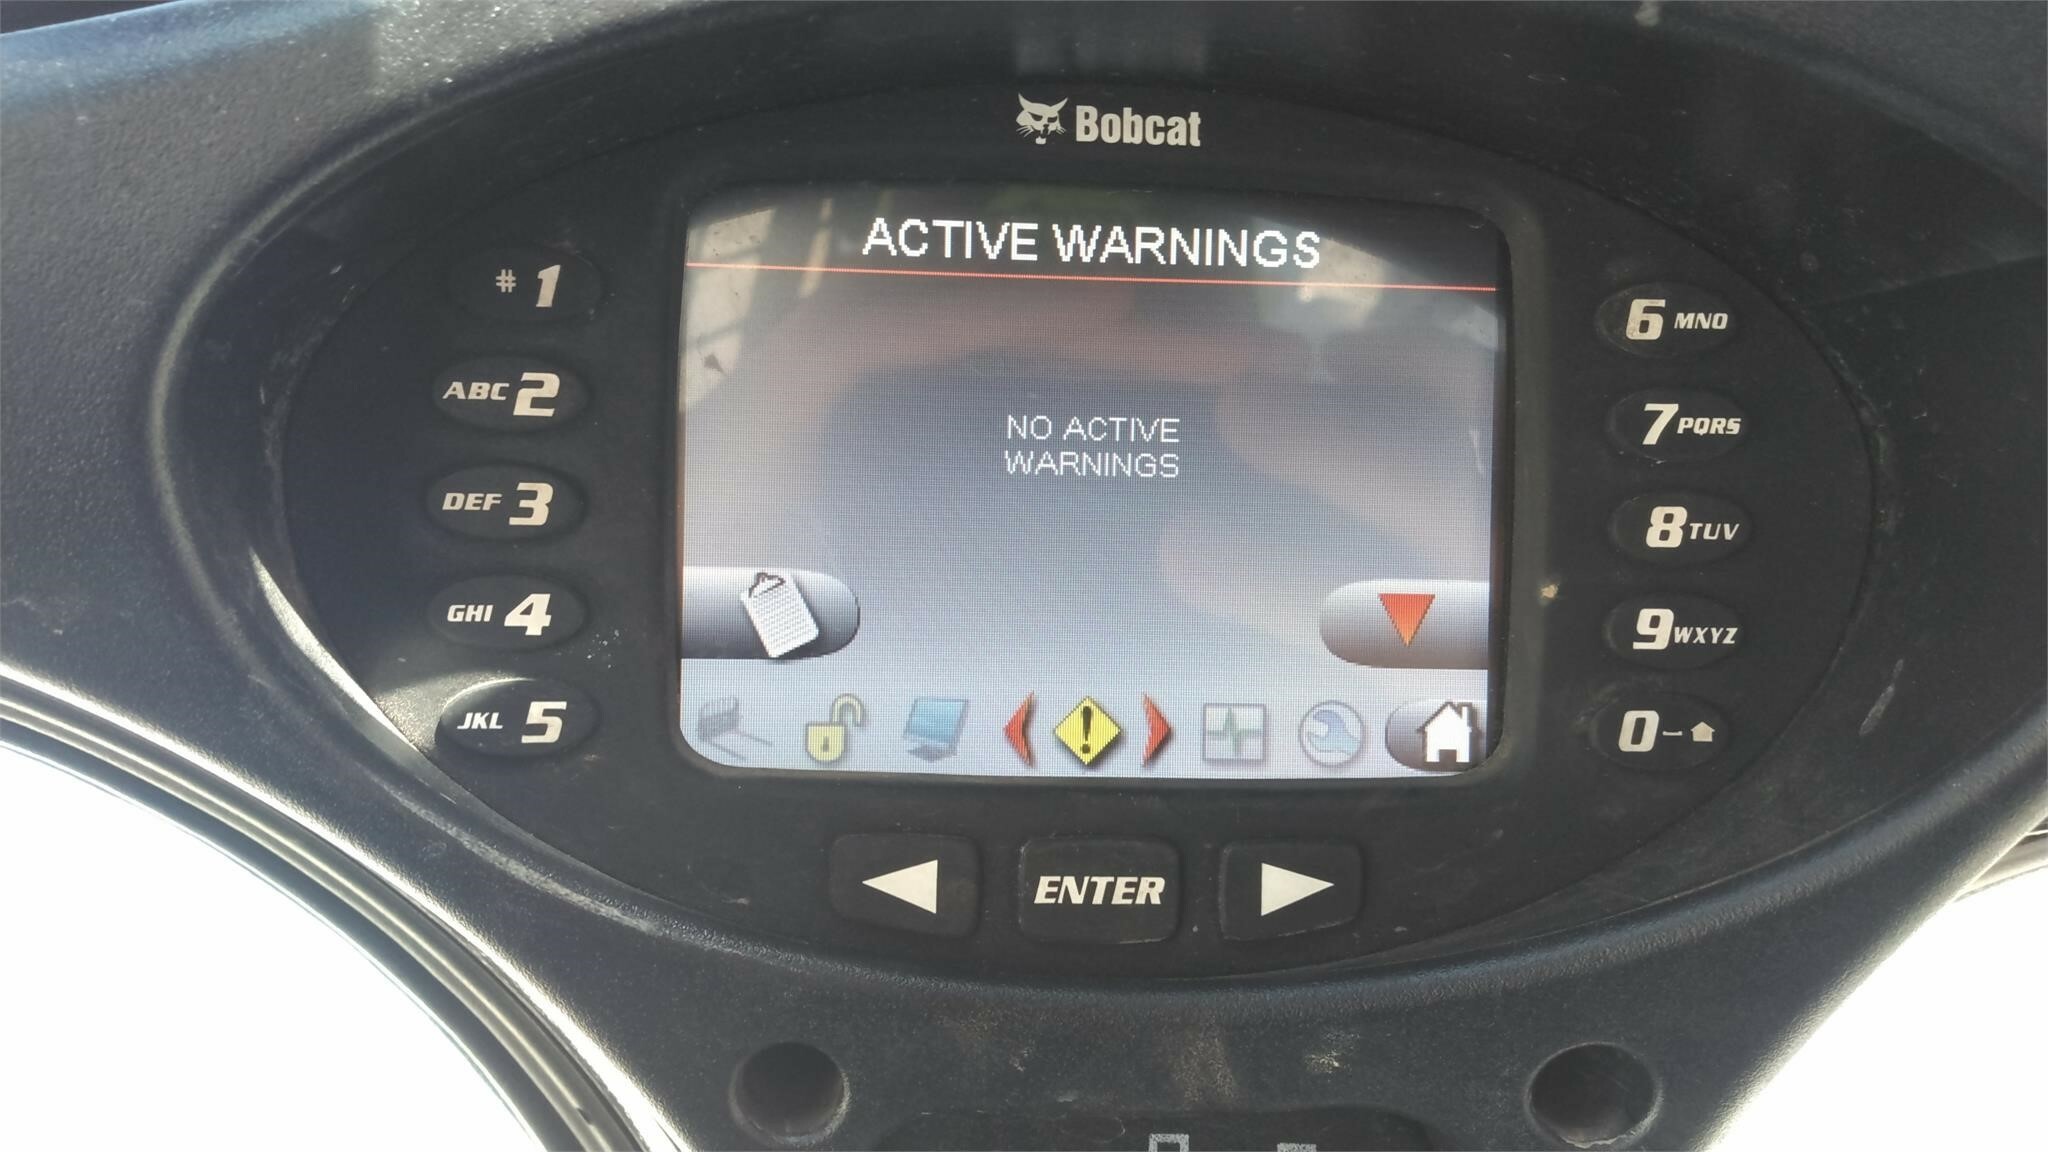 Bobcat
ACTIVE WARNINGS
NO ACTIVE
WARNINGS
# 1
ABC 2
DEF 3
GHI 4
JKL 5
6 MNO
7 PQRS
8 TUV
9 WXYZ
0 -
ENTER